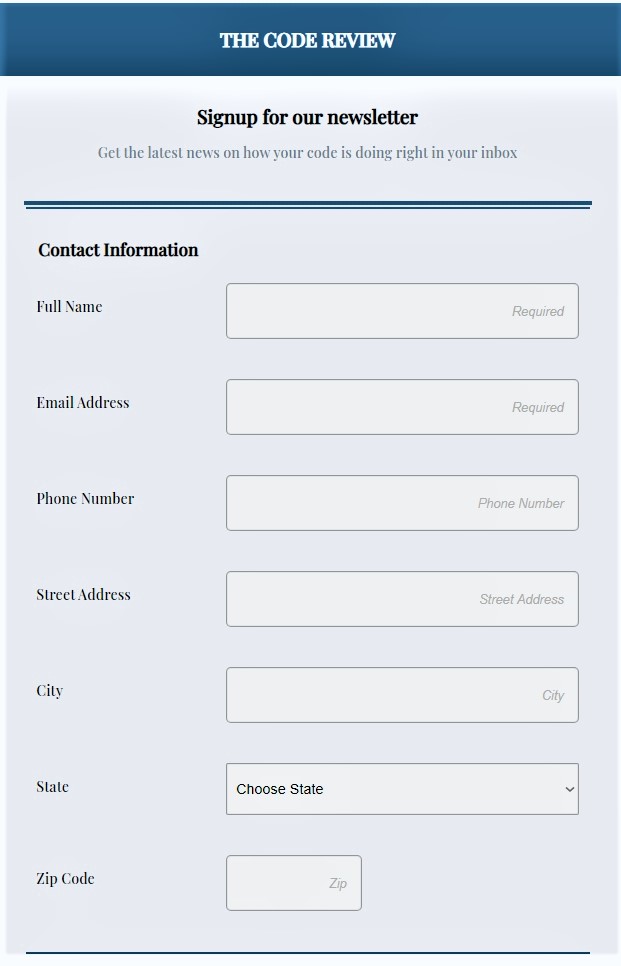 THE CODE REVIEW
Signup for our newsletter
Get the latest news on how your code is doing right in your inbox
Contact Information
Full Name
Required
Email Address
Required
Phone Number
Phone Number
Street Address
Street Address
City
City
State
Choose State
Zip Code
Zip